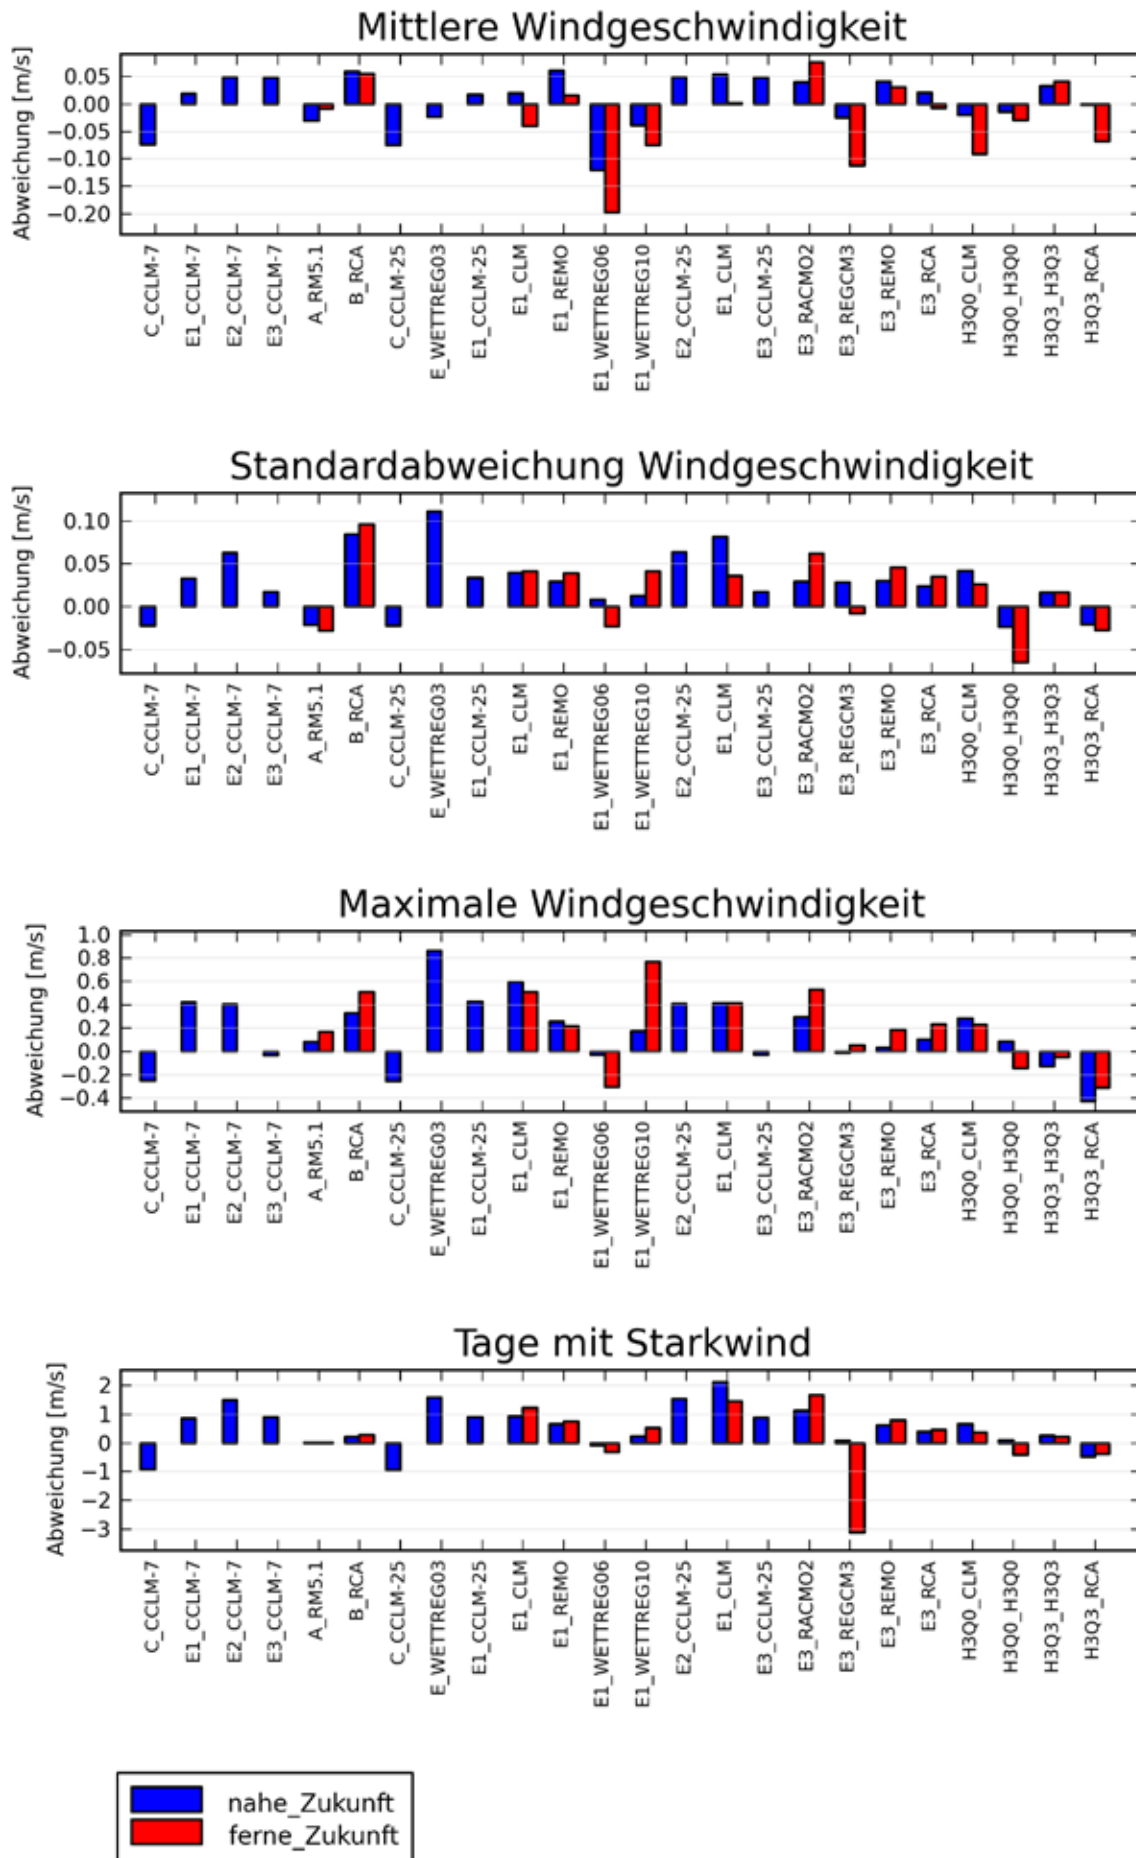 Mittlere Windgeschwindigkeit
Abweichung [m/s]
0.05
0.00
−0.05
−0.10
−0.15
−0.20
C_CCLM-7
E1_CCLM-7
E2_CCLM-7
E3_CCLM-7
A_RM5.1
B_RCA
C_CCLM-25
E_WETTREG03
E1_CCLM-25
E1_CLM
E1_REMO
E1_WETTREG06
E1_WETTREG10
E2_CCLM-25
E1_CLM
E3_CCLM-25
E3_RACMO2
E3_REGCM3
E3_REMO
E3_RCA
H3Q0_CLM
H3Q0_H3Q0
H3Q3_H3Q3
H3Q3_RCA
Standardabweichung Windgeschwindigkeit
Abweichung [m/s]
0.10
0.05
0.00
−0.05
C_CCLM-7
E1_CCLM-7
E2_CCLM-7
E3_CCLM-7
A_RM5.1
B_RCA
C_CCLM-25
E_WETTREG03
E1_CCLM-25
E1_CLM
E1_REMO
E1_WETTREG06
E1_WETTREG10
E2_CCLM-25
E1_CLM
E3_CCLM-25
E3_RACMO2
E3_REGCM3
E3_REMO
E3_RCA
H3Q0_CLM
H3Q0_H3Q0
H3Q3_H3Q3
H3Q3_RCA
Maximale Windgeschwindigkeit
Abweichung [m/s]
1.0
0.8
0.6
0.4
0.2
0.0
−0.2
−0.4
C_CCLM-7
E1_CCLM-7
E2_CCLM-7
E3_CCLM-7
A_RM5.1
B_RCA
C_CCLM-25
E_WETTREG03
E1_CCLM-25
E1_CLM
E1_REMO
E1_WETTREG06
E1_WETTREG10
E2_CCLM-25
E1_CLM
E3_CCLM-25
E3_RACMO2
E3_REGCM3
E3_REMO
E3_RCA
H3Q0_CLM
H3Q0_H3Q0
H3Q3_H3Q3
H3Q3_RCA
Tage mit Starkwind
Abweichung [m/s]
2
1
0
−1
−2
−3
C_CCLM-7
E1_CCLM-7
E2_CCLM-7
E3_CCLM-7
A_RM5.1
B_RCA
C_CCLM-25
E_WETTREG03
E1_CCLM-25
E1_CLM
E1_REMO
E1_WETTREG06
E1_WETTREG10
E2_CCLM-25
E1_CLM
E3_CCLM-25
E3_RACMO2
E3_REGCM3
E3_REMO
E3_RCA
H3Q0_CLM
H3Q0_H3Q0
H3Q3_H3Q3
H3Q3_RCA
nahe_Zukunft
ferne_Zukunft